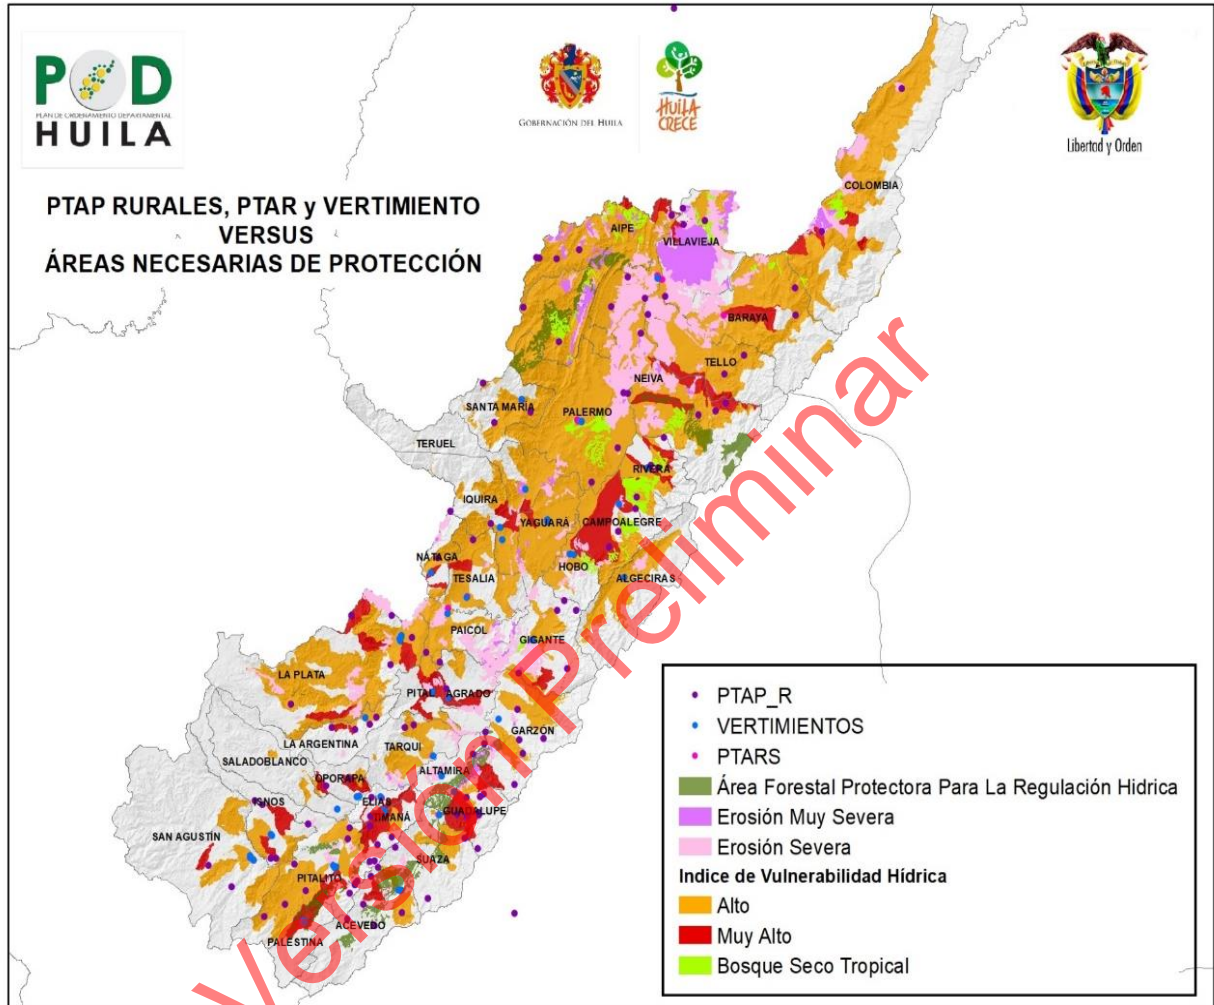 POD
PLAN DE ORDENAMIENTO DEPARTAMENTAL
HUILA
GOBERNACIÓN DEL HUILA
HUILA
CRECE
Libertad y Orden
PTAP RURALES, PTAR y VERTIMIENTO
VERSUS
ÁREAS NECESARIAS DE PROTECCIÓN
COLOMBIA
AIPE
VILLAVIEJA
BARAYA
TELLO
NEIVA
SANTA MARÍA
PALERMO
TERUEL
RIVERA
IQUIRA
YAGUARÁ
CAMPOALEGRE
NÁTAGA
HOBO
TESALIA
ALGECIRAS
PAICOL
GIGANTE
LA PLATA
PITAL
AGRADO
GARZÓN
LA ARGENTINA
TARQUI
SALADOBLANCO
ALTAMIRA
OPORAPA
ISNOS
ELÍAS
TIMANÁ
GUADALUPE
SAN AGUSTÍN
SUAZA
PITALITO
ACEVEDO
PALESTINA
PTAP_R
VERTIMIENTOS
PTARS
Área Forestal Protectora Para La Regulación Hidrica
Erosión Muy Severa
Erosión Severa
Indice de Vulnerabilidad Hídrica
Alto
Muy Alto
Bosque Seco Tropical
Versión Preliminar